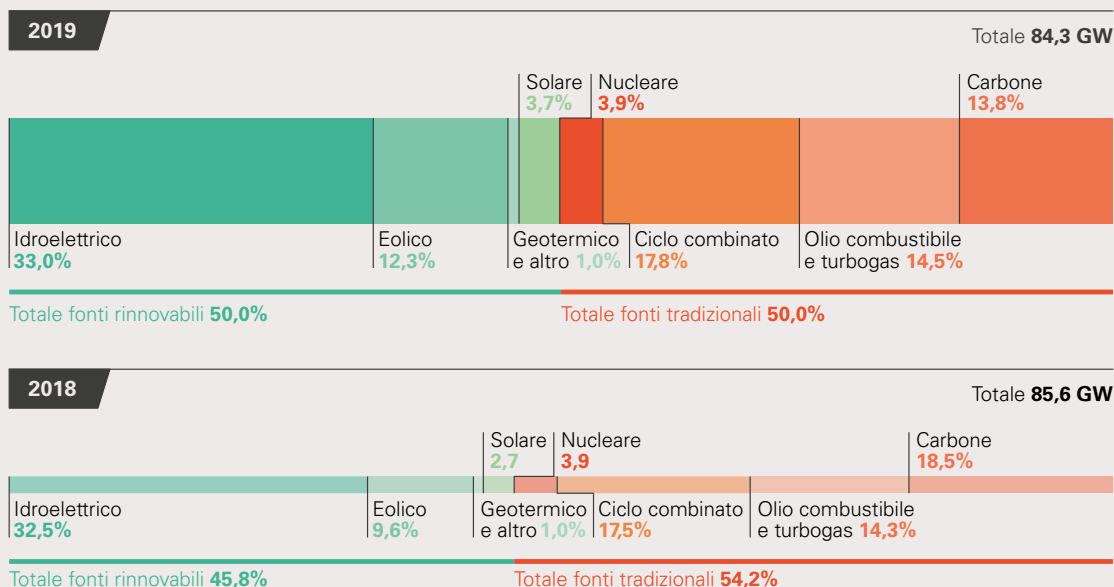 2019
Totale 84,3 GW
Solare
3,7%
Nucleare
3,9%
Carbone
13,8%
Idroelettrico
33,0%
Eolico
12,3%
Geotermico
e altro 1,0%
Ciclo combinato
17,8%
Olio combustibile
e turbogas 14,5%
Totale fonti rinnovabili 50,0%
Totale fonti tradizionali 50,0%
2018
Totale 85,6 GW
Solare
2,7
Nucleare
3,9
Carbone
18,5%
Idroelettrico
32,5%
Eolico
9,6%
Geotermico
e altro 1,0%
Ciclo combinato
17,5%
Olio combustibile
e turbogas 14,3%
Totale fonti rinnovabili 45,8%
Totale fonti tradizionali 54,2%